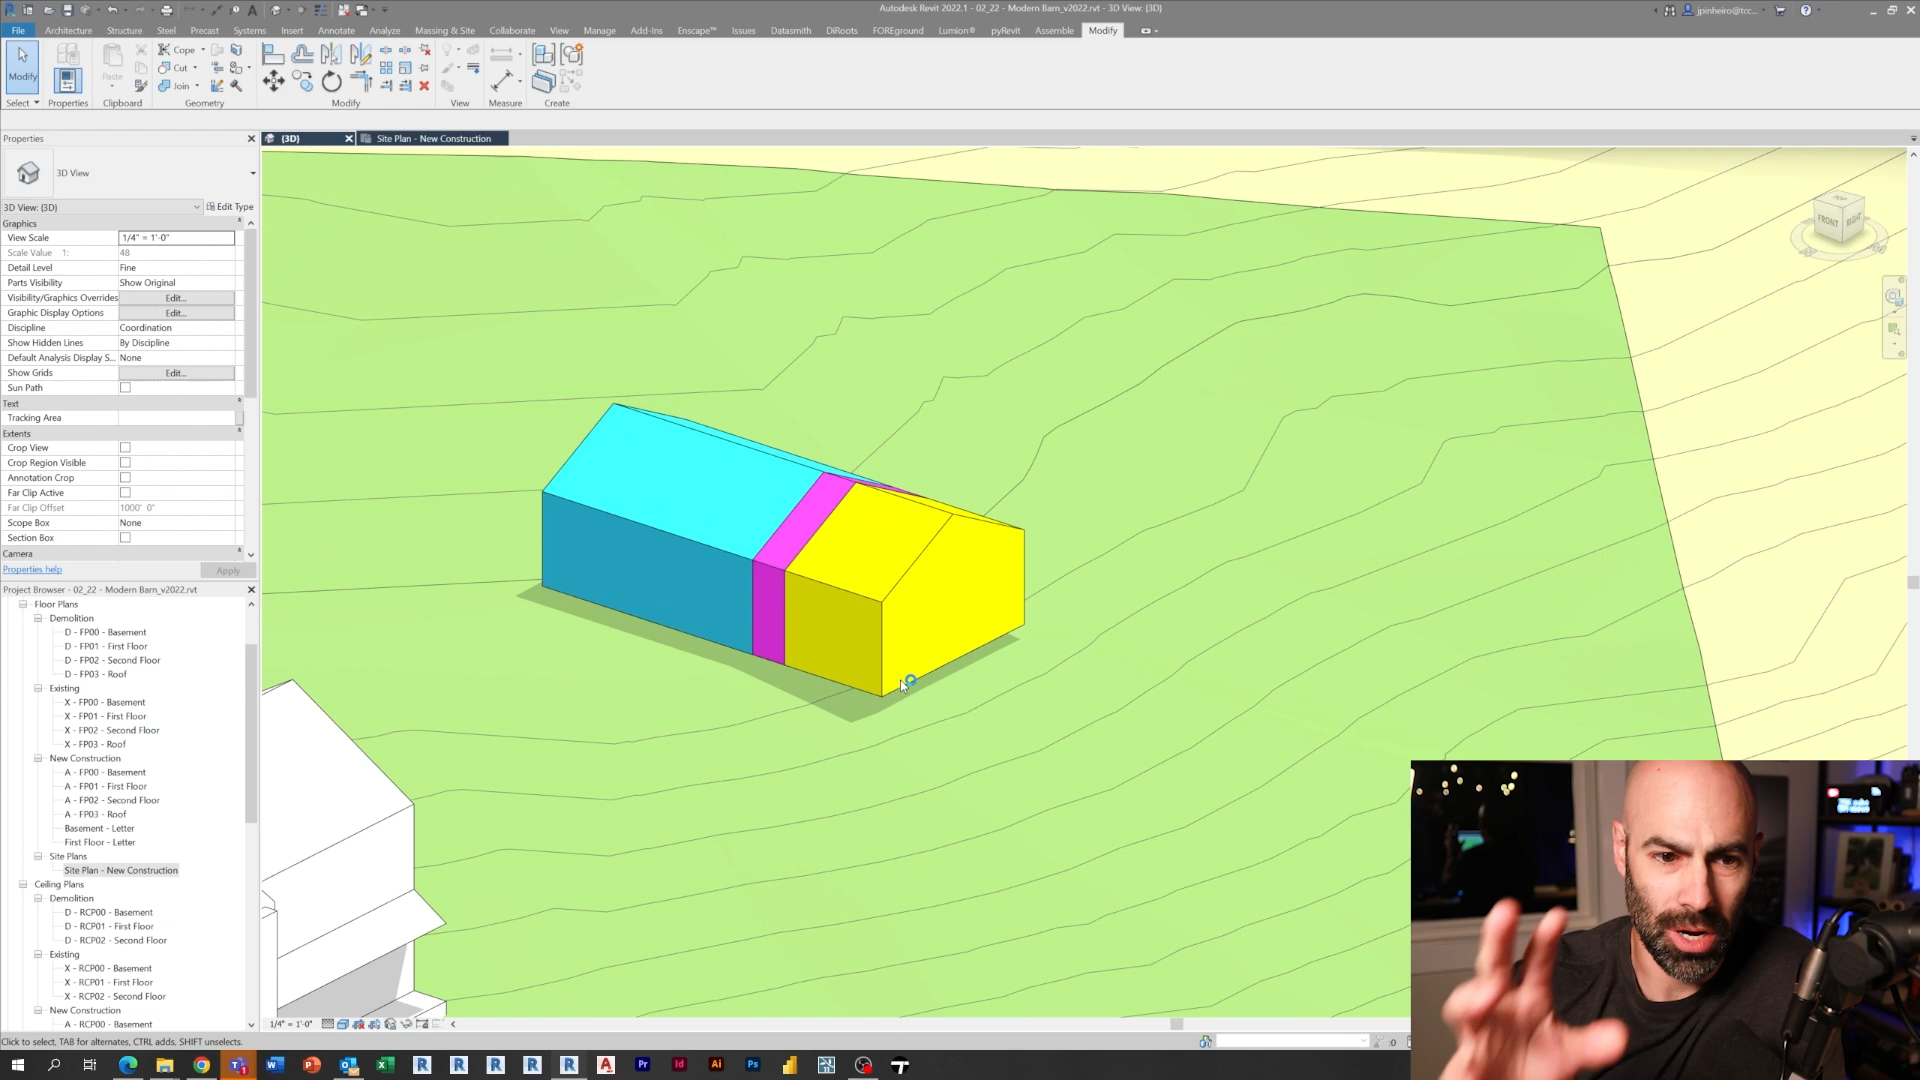 Autodesk Revit 2022.1 - 02_22 - Modern Barn_v2022.rvt - 3D View: {3D}
jpinheiro@tcc...
File Architecture Structure Steel Precast Systems Insert Annotate Analyze Massing & Site Collaborate View Manage Add-Ins Enscape™ Issues Datasmith DiRoots FOREground Lumion® pyRevit Assemble Modify
Modify
Paste
Cope
Cut
Join
Select Properties Clipboard Geometry Modify View Measure Create
Properties
{3D}
Site Plan - New Construction
3D View
3D View: {3D}
Edit Type
Graphics
View Scale 1/4" = 1'-0"
Scale Value 1: 48
Detail Level Fine
Parts Visibility Show Original
Visibility/Graphics Overrides Edit...
Graphic Display Options Edit...
Discipline Coordination
Show Hidden Lines By Discipline
Default Analysis Display S... None
Show Grids Edit...
Sun Path
Text
Tracking Area
Extents
Crop View
Crop Region Visible
Annotation Crop
Far Clip Active
Far Clip Offset 1000' 0"
Scope Box None
Section Box
Camera
Properties help
Apply
Project Browser - 02_22 - Modern Barn_v2022.rvt
Floor Plans
Demolition
D - FP00 - Basement
D - FP01 - First Floor
D - FP02 - Second Floor
D - FP03 - Roof
Existing
X - FP00 - Basement
X - FP01 - First Floor
X - FP02 - Second Floor
X - FP03 - Roof
New Construction
A - FP00 - Basement
A - FP01 - First Floor
A - FP02 - Second Floor
A - FP03 - Roof
Basement - Letter
First Floor - Letter
Site Plans
Site Plan - New Construction
Ceiling Plans
Demolition
D - RCP00 - Basement
D - RCP01 - First Floor
D - RCP02 - Second Floor
Existing
X - RCP00 - Basement
X - RCP01 - First Floor
X - RCP02 - Second Floor
New Construction
A - RCP00 - Basement
FRONT
RIGHT
1/4" = 1'-0"
Click to select, TAB for alternates, CTRL adds, SHIFT unselects.
:0